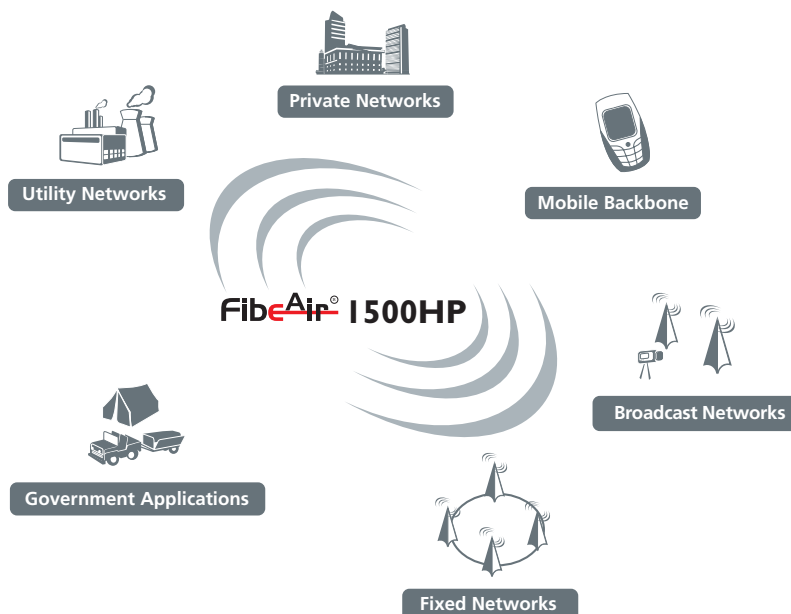 Private Networks
Utility Networks
Mobile Backbone
FibeAir® 1500HP
Broadcast Networks
Government Applications
Fixed Networks